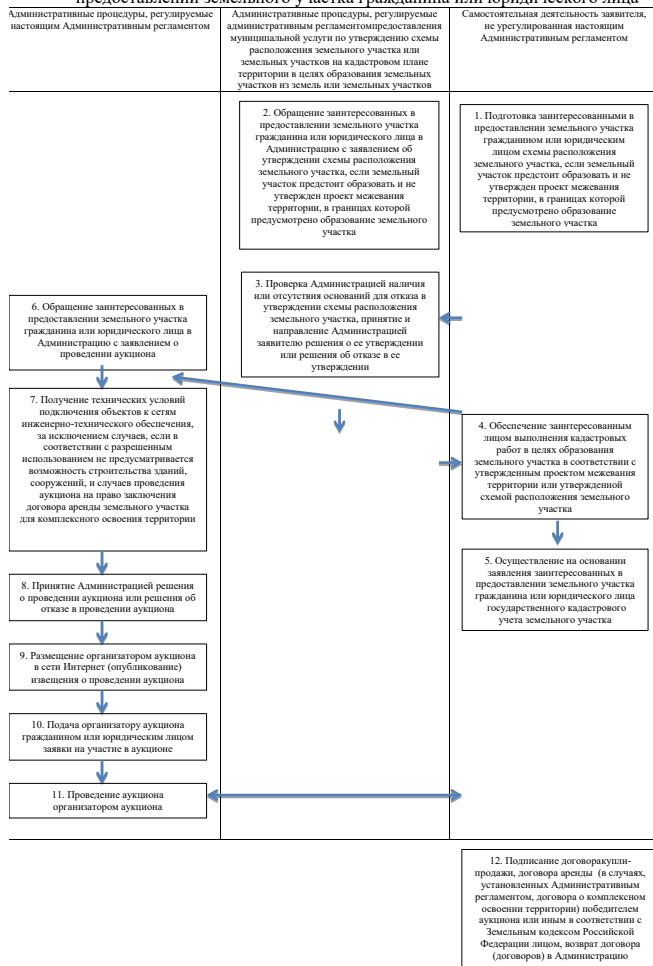 предоставлении земельного участка гражданина или юридического лица
Административные процедуры, регулируемые
настоящим Административным регламентом
Административные процедуры, регулируемые
административным регламентомпредоставления
муниципальной услуги по утверждению схемы
расположения земельного участка или
земельных участков на кадастровом плане
территории в целях образования земельных
участков из земель или земельных участков
Самостоятельная деятельность заявителя,
не урегулированная настоящим
Административным регламентом
2. Обращение заинтересованных в
предоставлении земельного участка
гражданина или юридического лица в
Администрацию с заявлением об
утверждении схемы расположения
земельного участка, если земельный
участок предстоит образовать и не
утвержден проект межевания
территории, в границах которой
предусмотрено образование земельного
участка
1. Подготовка заинтересованными в
предоставлении земельного участка
гражданином или юридическим
лицом схемы расположения
земельного участка, если земельный
участок предстоит образовать и не
утвержден проект межевания
территории, в границах которой
предусмотрено образование
земельного участка
3. Проверка Администрацией наличия
или отсутствия оснований для отказа в
утверждении схемы расположения
земельного участка, принятие и
направление Администрацией
заявителю решения о ее утверждении
или решения об отказе в ее
утверждении
6. Обращение заинтересованных в
предоставлении земельного участка
гражданина или юридического лица в
Администрацию с заявлением о
проведении аукциона
7. Получение технических условий
подключения объектов к сетям
инженерно-технического обеспечения,
за исключением случаев, если в
соответствии с разрешенным
использованием не предусматривается
возможность строительства зданий,
сооружений, и случаев проведения
аукциона на право заключения
договора аренды земельного участка
для комплексного освоения территории
4. Обеспечение заинтересованным
лицом выполнения кадастровых
работ в целях образования
земельного участка в соответствии с
утвержденным проектом межевания
территории или утвержденной
схемой расположения земельного
участка
5. Осуществление на основании
заявления заинтересованных в
предоставлении земельного участка
гражданина или юридического лица
государственного кадастрового
учета земельного участка
8. Принятие Администрацией решения
о проведении аукциона или решения об
отказе в проведении аукциона
9. Размещение организатором аукциона
в сети Интернет (опубликование)
извещения о проведении аукциона
10. Подача организатору аукциона
гражданином или юридическим лицом
заявки на участие в аукционе
11. Проведение аукциона
организатором аукциона
12. Подписание договоракупли-
продажи, договора аренды (в случаях,
установленных Административным
регламентом, договора о комплексном
освоении территории) победителем
аукциона или иным в соответствии с
Земельным кодексом Российской
Федерации лицом, возврат договора
(договоров) в Администрацию